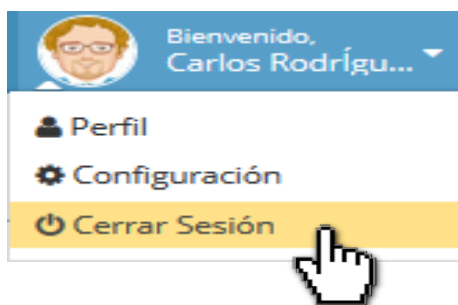 Bienvenido,
Carlos RodrÍgu...
Perfil
Configuración
Cerrar Sesión